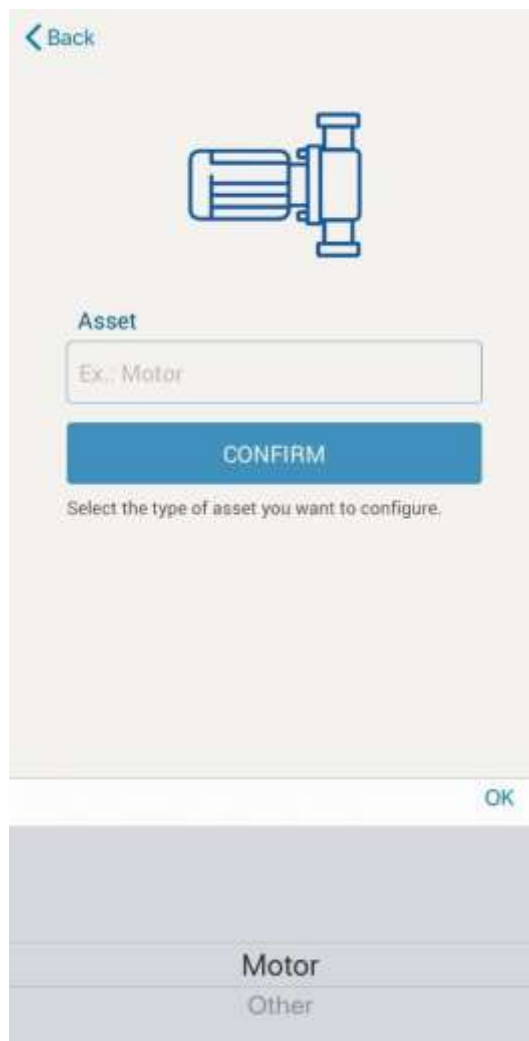 Back
Asset
Ex.: Motor
CONFIRM
Select the type of asset you want to configure.
OK
Motor
Other